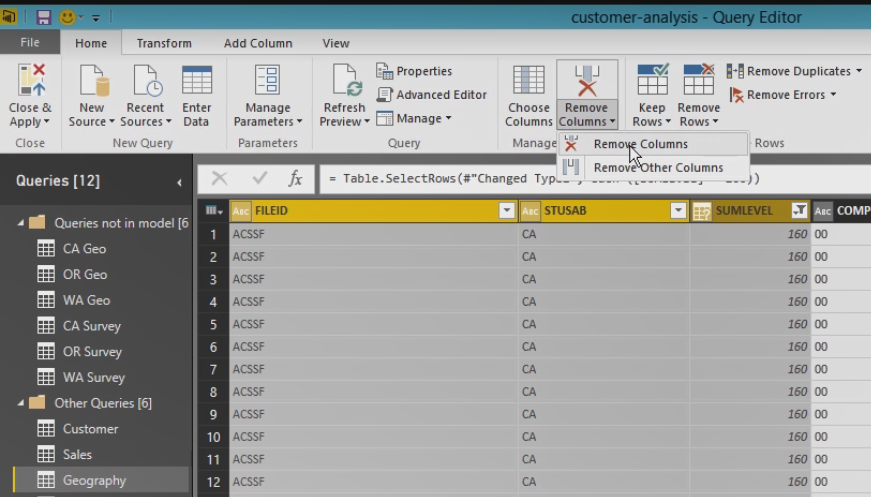 customer-analysis - Query Editor
File Home Transform Add Column View
Close & Apply
New Source
Recent Sources
Enter Data
Manage Parameters
Refresh Preview
Properties
Advanced Editor
Manage
Choose Columns
Remove Columns
Keep Rows
Remove Rows
Remove Duplicates
Remove Errors
Close New Query Parameters Query Manage Rows
Remove Columns
Remove Other Columns
Queries [12]
fx = Table.SelectRows(#"Changed Type
Queries not in model [6
CA Geo
OR Geo
WA Geo
CA Survey
OR Survey
WA Survey
Other Queries [6]
Customer
Sales
Geography
ABC FILEID ABC STUSAB SUMLEVEL ABC COMP
1 ACSSF CA 160 00
2 ACSSF CA 160 00
3 ACSSF CA 160 00
4 ACSSF CA 160 00
5 ACSSF CA 160 00
6 ACSSF CA 160 00
7 ACSSF CA 160 00
8 ACSSF CA 160 00
9 ACSSF CA 160 00
10 ACSSF CA 160 00
11 ACSSF CA 160 00
12 ACSSF CA 160 00